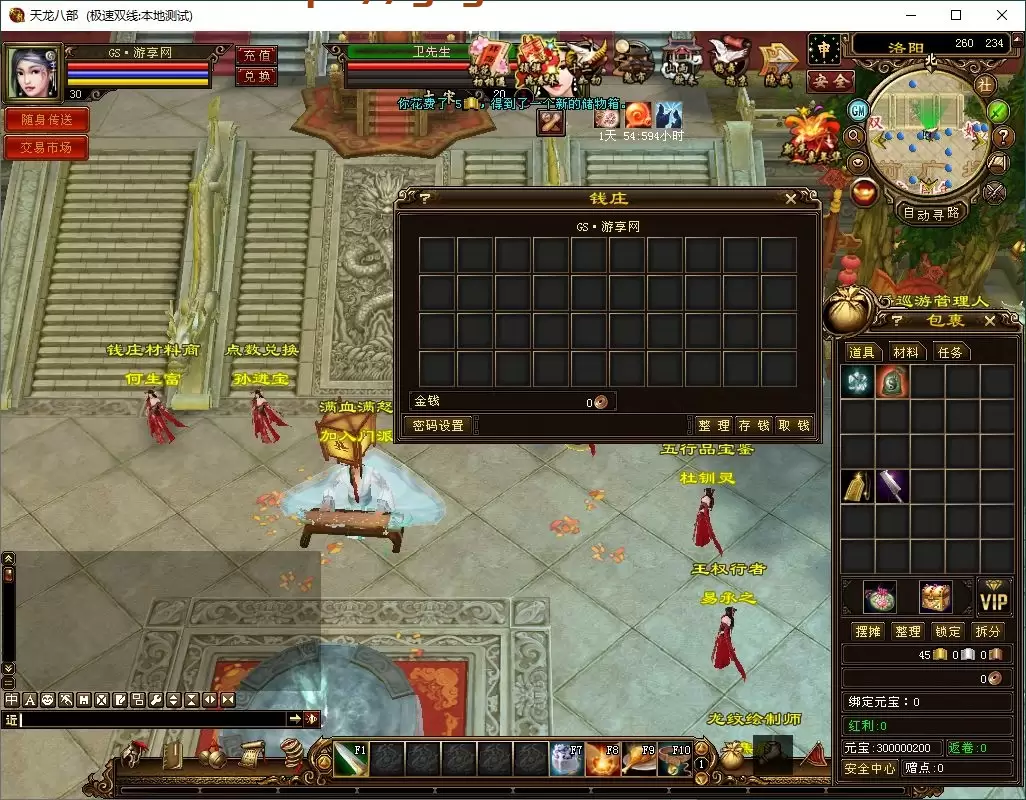 天龙八部 (极速双线:本地测试)
GS·游享网
30
充值
兑换
随身传送
交易市场
卫先生
20
你花费了 5，得到了一个新的储物箱。
1天 54:594小时
申
洛阳
260 234
安全
北
社
GM
双
?
自动寻路
巡游管理人
? 钱庄 X
GS·游享网
金钱
0
密码设置
整理
存钱
取钱
? 包裹 X
道具
材料
任务
VIP
摆摊
整理
锁定
拆分
45 0 0
0
绑定元宝:0
红利:0
元宝:300000200
返卷:0
安全中心
赠点:0
钱庄材料商
何生富
点数兑换
孙进宝
满血满怒
加入门派
五行品宝鉴
杜钏灵
王权行者
易承之
龙纹绘制师
近
F1
F7
F8
F9
F10
1